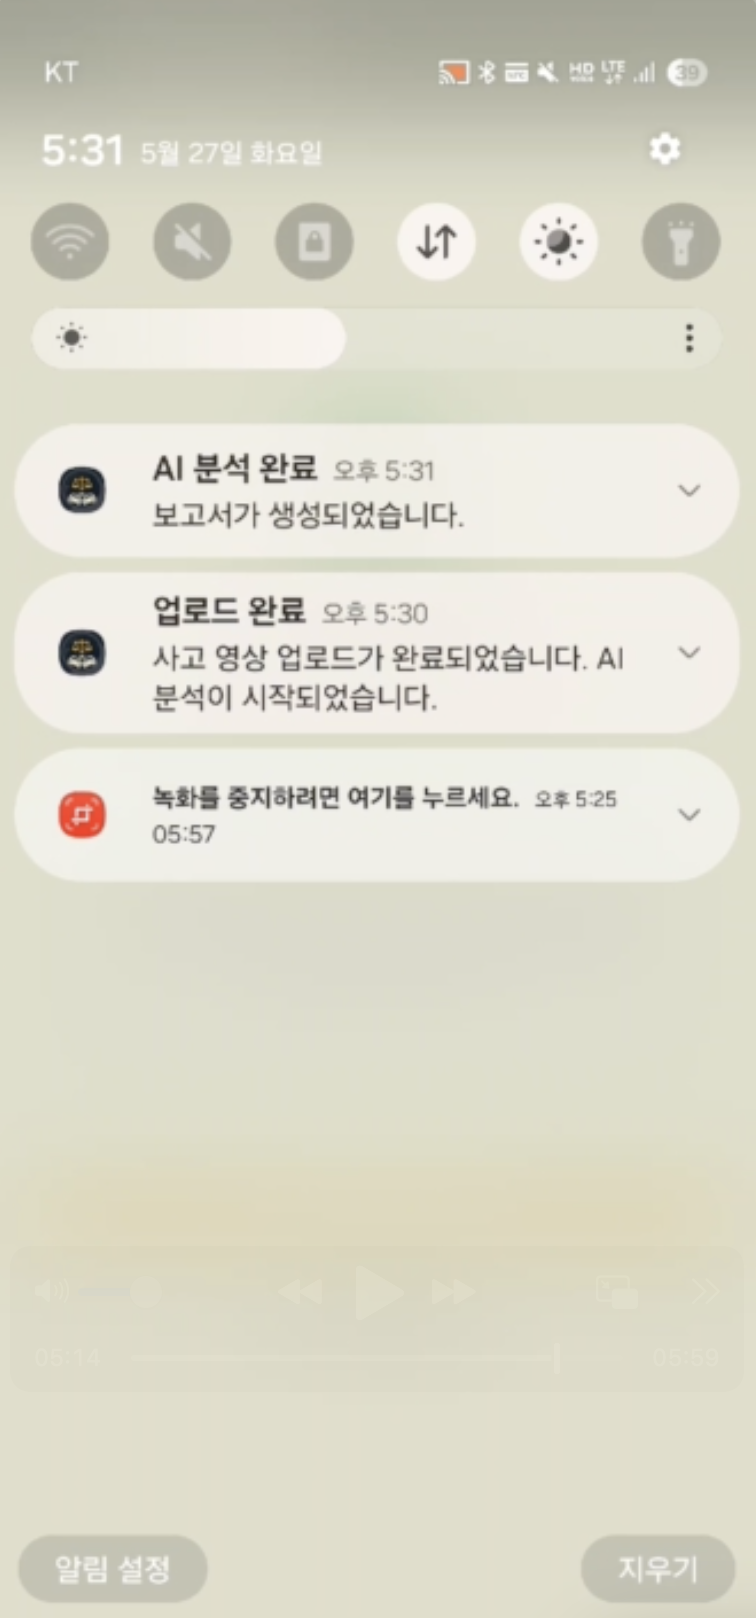 KT
HD LTE 39
5:31 5월 27일 화요일
AI 분석 완료 오후 5:31
보고서가 생성되었습니다.
업로드 완료 오후 5:30
사고 영상 업로드가 완료되었습니다. AI
분석이 시작되었습니다.
녹화를 중지하려면 여기를 누르세요. 오후 5:25
05:57
05:14 05:59
알림 설정 지우기